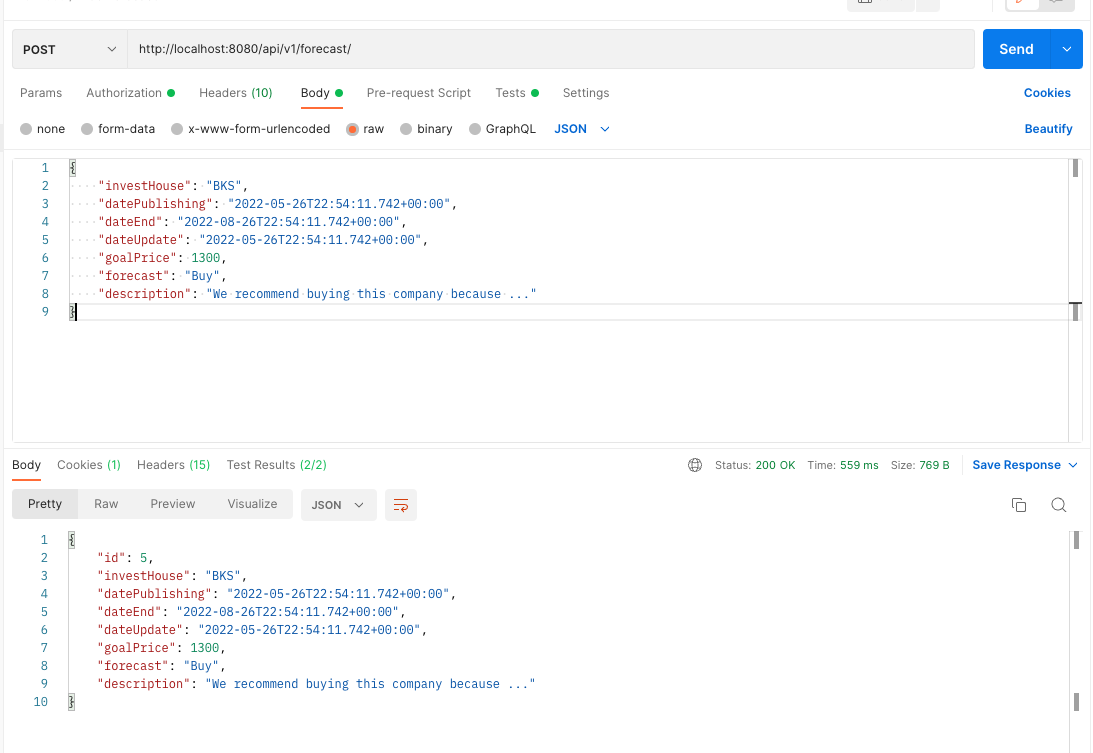 POST http://localhost:8080/api/v1/forecast/ Send
Params Authorization Headers (10) Body Pre-request Script Tests Settings Cookies
none form-data x-www-form-urlencoded raw binary GraphQL JSON Beautify
1 {
2 "investHouse": "BKS",
3 "datePublishing": "2022-05-26T22:54:11.742+00:00",
4 "dateEnd": "2022-08-26T22:54:11.742+00:00",
5 "dateUpdate": "2022-05-26T22:54:11.742+00:00",
6 "goalPrice": 1300,
7 "forecast": "Buy",
8 "description": "We recommend buying this company because ..."
9 }
Body Cookies (1) Headers (15) Test Results (2/2) Status: 200 OK Time: 559 ms Size: 769 B Save Response
Pretty Raw Preview Visualize JSON
1 {
2 "id": 5,
3 "investHouse": "BKS",
4 "datePublishing": "2022-05-26T22:54:11.742+00:00",
5 "dateEnd": "2022-08-26T22:54:11.742+00:00",
6 "dateUpdate": "2022-05-26T22:54:11.742+00:00",
7 "goalPrice": 1300,
8 "forecast": "Buy",
9 "description": "We recommend buying this company because ..."
10 }